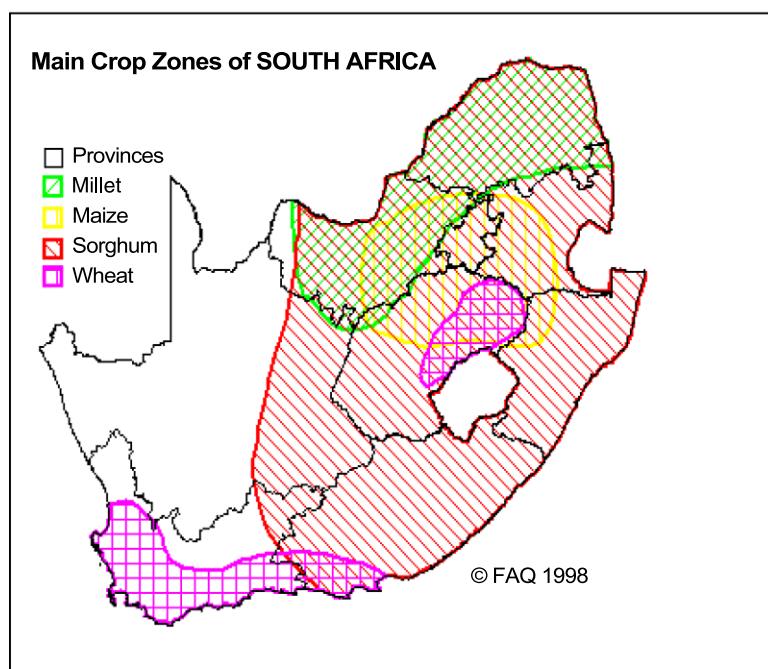 Main Crop Zones of SOUTH AFRICA
Provinces
Millet
Maize
Sorghum
Wheat
© FAQ 1998